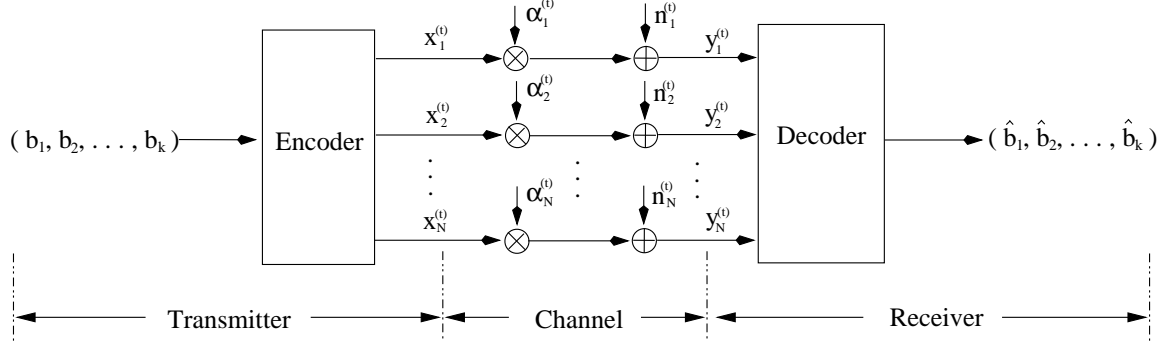 α₁⁽ᵗ⁾ n₁⁽ᵗ⁾
x₁⁽ᵗ⁾ y₁⁽ᵗ⁾
α₂⁽ᵗ⁾ n₂⁽ᵗ⁾
x₂⁽ᵗ⁾ y₂⁽ᵗ⁾
( b₁, b₂, . . . , bₖ ) Encoder Decoder ( b̂₁, b̂₂, . . . , b̂ₖ )
α_N⁽ᵗ⁾ n_N⁽ᵗ⁾
x_N⁽ᵗ⁾ y_N⁽ᵗ⁾
Transmitter Channel Receiver